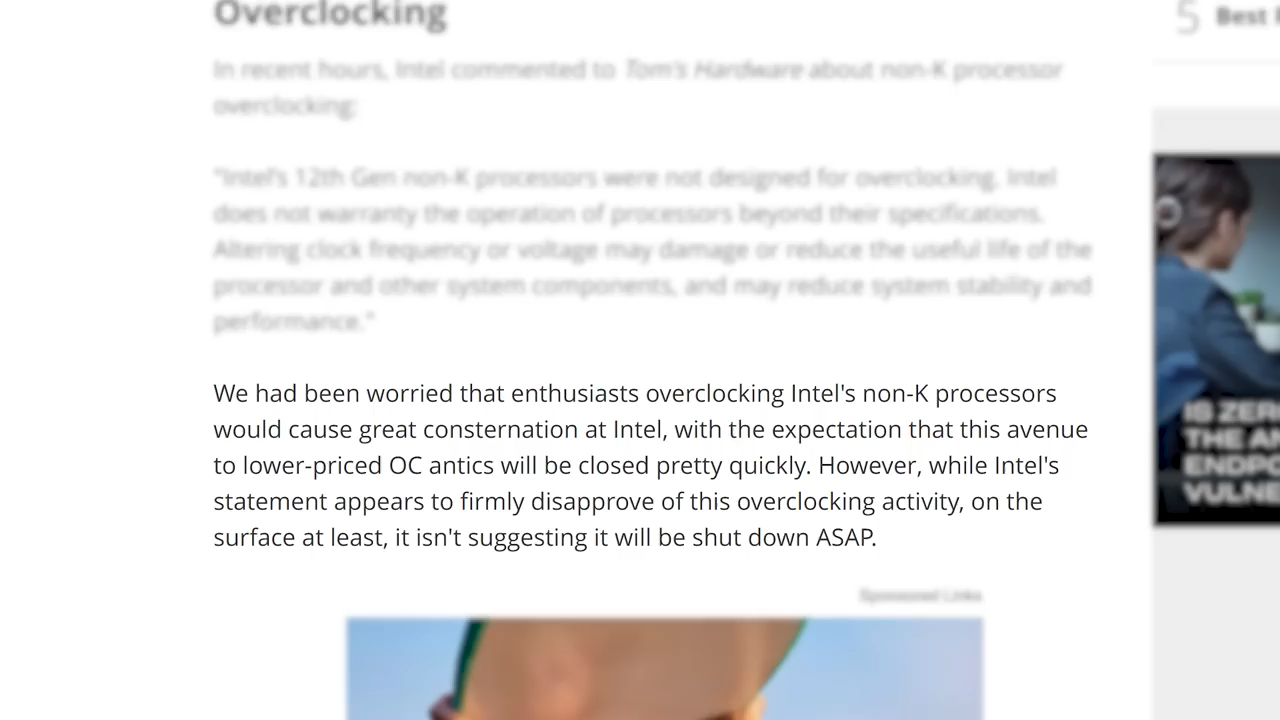 Overclocking
In recent hours, Intel commented to Tom's Hardware about non-K processor
overclocking:
"Intel's 12th Gen non-K processors were not designed for overclocking. Intel
does not warranty the operation of processors beyond their specifications.
Altering clock frequency or voltage may damage or reduce the useful life of the
processor and other system components, and may reduce system stability and
performance."
We had been worried that enthusiasts overclocking Intel's non-K processors
would cause great consternation at Intel, with the expectation that this avenue
to lower-priced OC antics will be closed pretty quickly. However, while Intel's
statement appears to firmly disapprove of this overclocking activity, on the
surface at least, it isn't suggesting it will be shut down ASAP.
Sponsored Links
5 Best
IS ZER
THE AN
ENDPO
VULNE